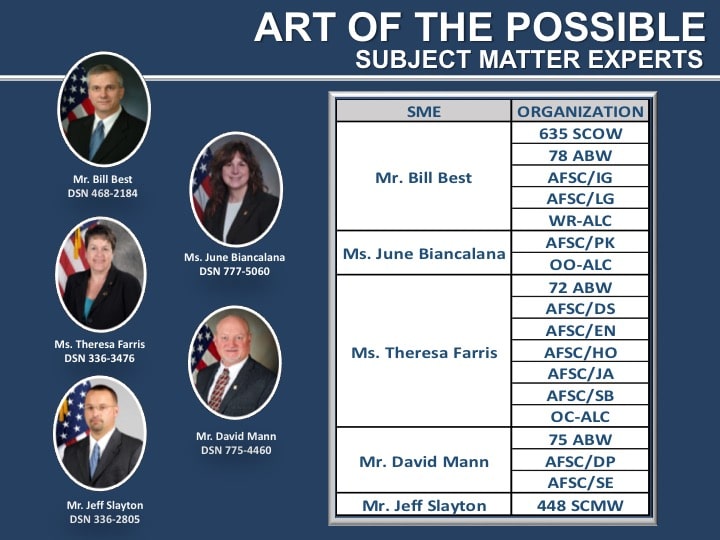 ART OF THE POSSIBLE
SUBJECT MATTER EXPERTS
Mr. Bill Best
DSN 468-2184
Ms. June Biancalana
DSN 777-5060
Ms. Theresa Farris
DSN 336-3476
Mr. David Mann
DSN 775-4460
Mr. Jeff Slayton
DSN 336-2805
SME ORGANIZATION
Mr. Bill Best
635 SCOW
78 ABW
AFSC/IG
AFSC/LG
WR-ALC
Ms. June Biancalana
AFSC/PK
OO-ALC
Ms. Theresa Farris
72 ABW
AFSC/DS
AFSC/EN
AFSC/HO
AFSC/JA
AFSC/SB
OC-ALC
Mr. David Mann
75 ABW
AFSC/DP
AFSC/SE
Mr. Jeff Slayton 448 SCMW